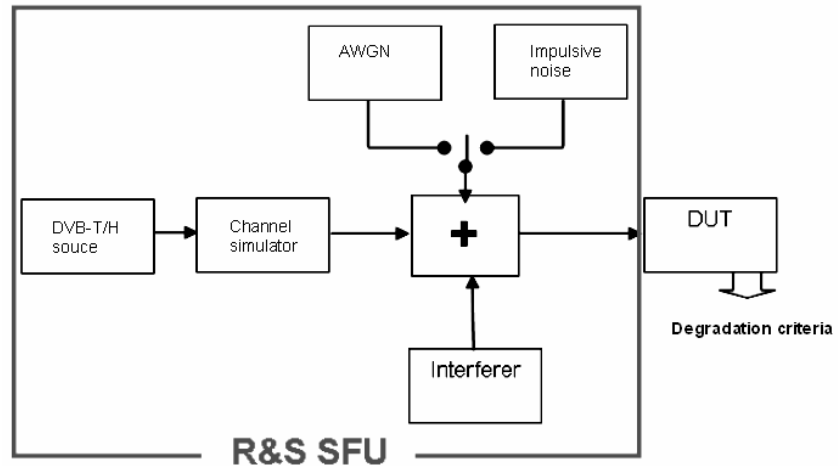 AWGN
Impulsive
noise
DVB-T/H
souce
Channel
simulator
+
DUT
Degradation criteria
Interferer
R&S SFU